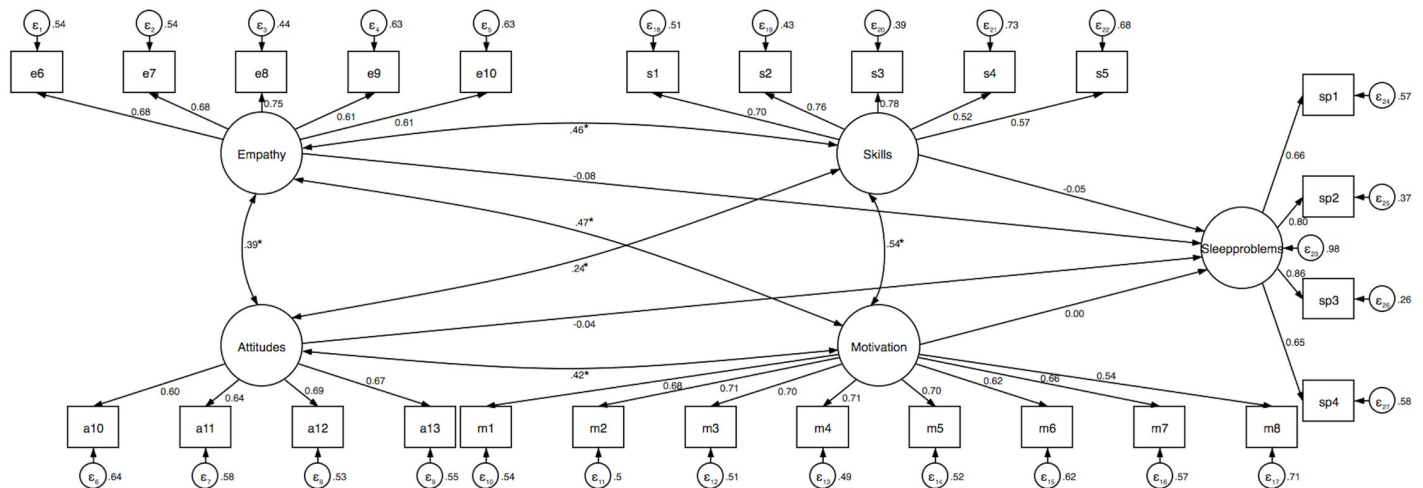 ε1 .54 ε2 .54 ε3 .44 ε4 .63 ε5 .63 ε18 .51 ε19 .43 ε20 .39 ε21 .73 ε22 .68
e6 e7 e8 e9 e10 s1 s2 s3 s4 s5
sp1 ε24 .57
0.68 0.68 0.75 0.61 0.61 0.70 0.76 0.78 0.52 0.57
.46*
Empathy Skills
0.66
-0.08 -0.05
sp2 ε25 .37
0.80
.47*
.39* .54*
Sleepproblems ε23 .98
.24*
0.86
sp3 ε26 .26
0.00
-0.04
Attitudes Motivation
0.65
.42*
0.60 0.64 0.69 0.67 0.68 0.71 0.70 0.71 0.70 0.62 0.66 0.54
sp4 ε27 .58
a10 a11 a12 a13 m1 m2 m3 m4 m5 m6 m7 m8
ε6 .64 ε7 .58 ε8 .53 ε9 .55 ε10 .54 ε11 .5 ε12 .51 ε13 .49 ε14 .52 ε15 .62 ε16 .57 ε17 .71